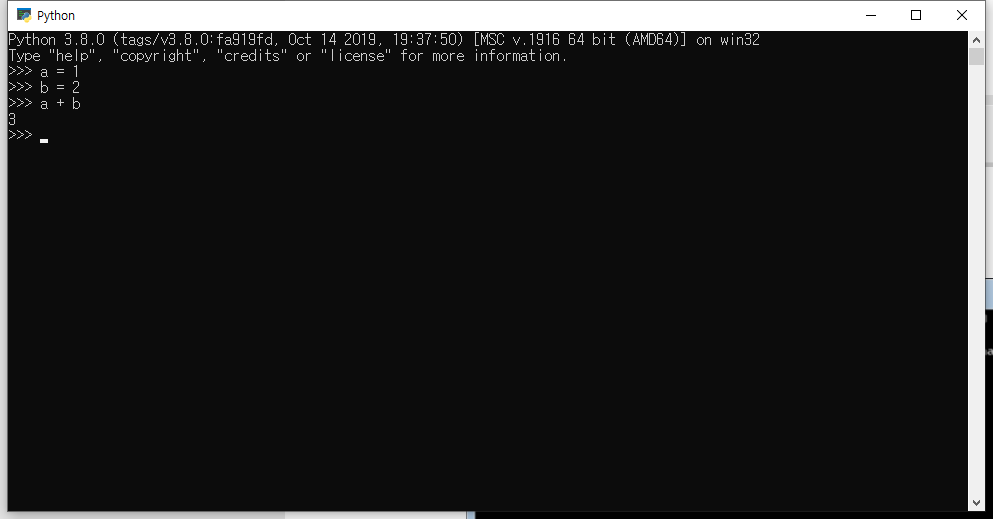 Python
Python 3.8.0 (tags/v3.8.0:fa919fd, Oct 14 2019, 19:37:50) [MSC v.1916 64 bit (AMD64)] on win32
Type "help", "copyright", "credits" or "license" for more information.
>>> a = 1
>>> b = 2
>>> a + b
3
>>>